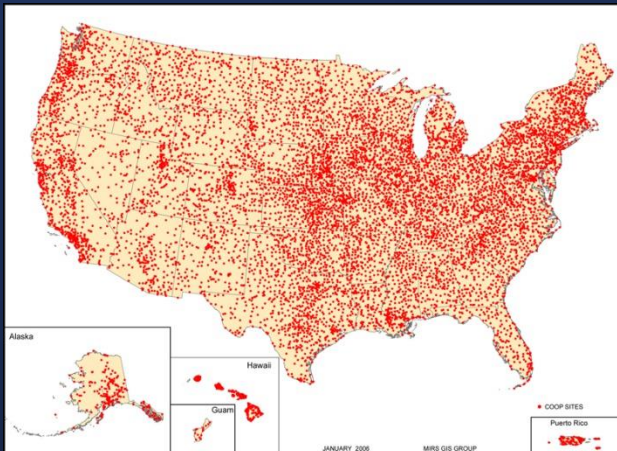 Alaska
Hawaii
Guam
COOP SITES
Puerto Rico
JANUARY 2006
MIRS GIS GROUP